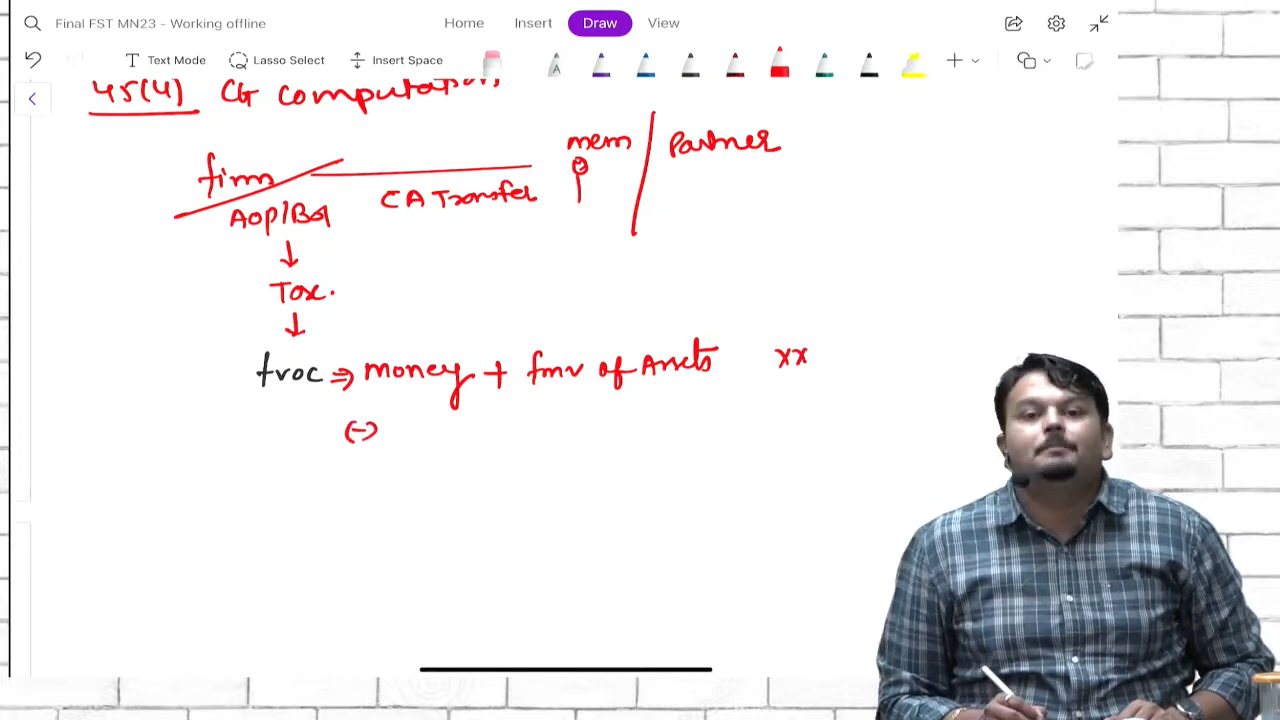 Final FST MN23 - Working offline
Home Insert Draw View
Text Mode Lasso Select Insert Space
45(4) CG computation
firm
AOP/BOI
CA Transfer
mem
Partner
Tax.
fvoc ⇒ money + fmv of Assets xx
(-)